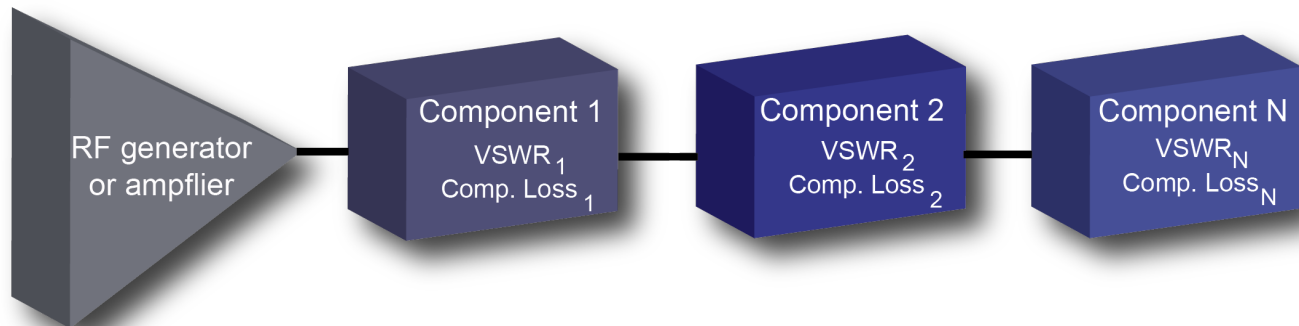 RF generator
or ampflier
Component 1
VSWR1
Comp. Loss1
Component 2
VSWR2
Comp. Loss2
Component N
VSWRN
Comp. LossN